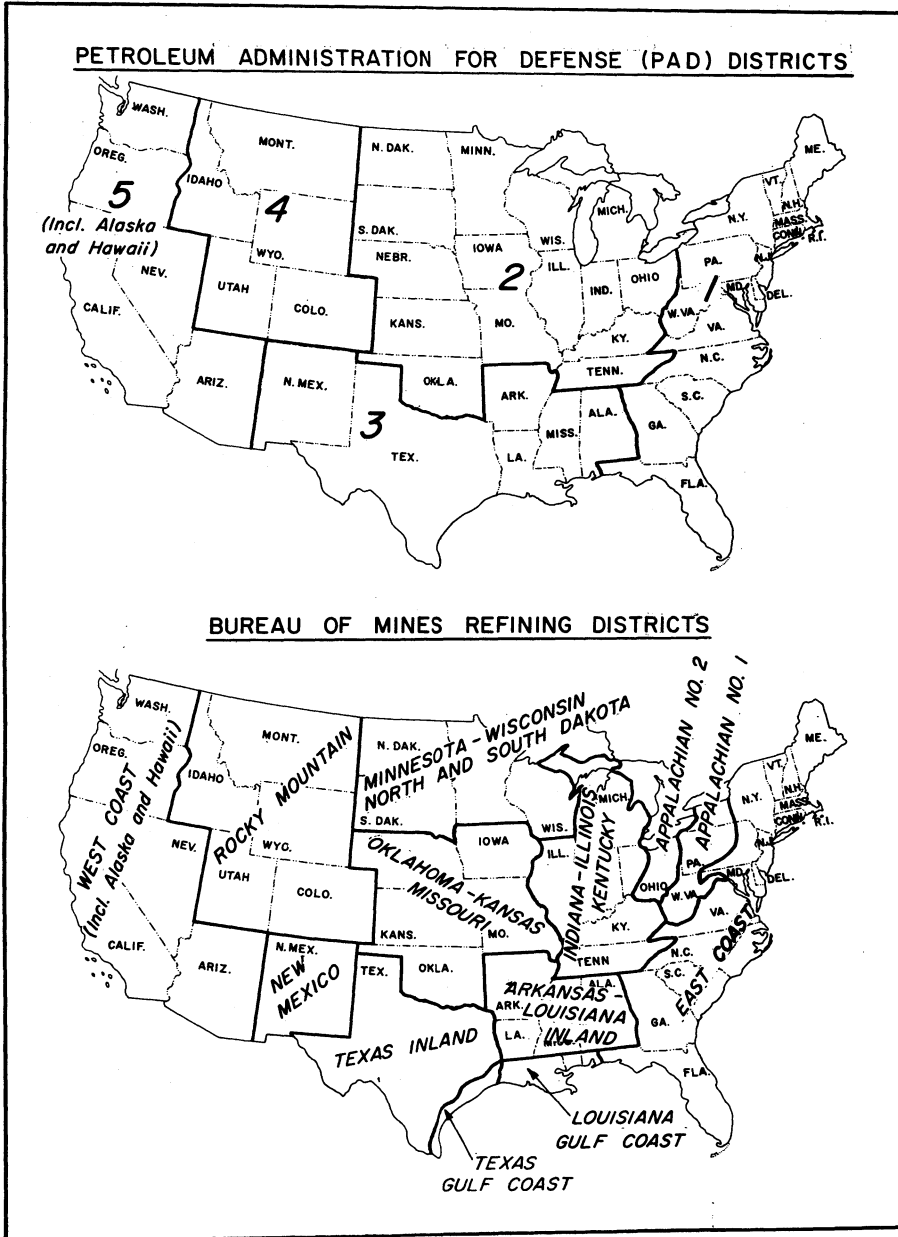 PETROLEUM ADMINISTRATION FOR DEFENSE (PAD) DISTRICTS
WASH.
MONT.
N. DAK.
MINN.
ME.
OREG.
IDAHO
VT.
N.H.
5
4
MICH.
N.Y.
MASS.
CONN.
R.I.
(Incl. Alaska
and Hawaii)
S. DAK.
WIS.
WYO.
IOWA
NEBR.
2
ILL.
IND.
OHIO
PA.
N.J.
NEV.
UTAH
COLO.
1
MD.
DEL.
CALIF.
KANS.
MO.
W. VA.
VA.
KY.
N.C.
TENN.
ARIZ.
N. MEX.
OKLA.
ARK.
S.C.
3
MISS.
ALA.
GA.
TEX.
LA.
FLA.
BUREAU OF MINES REFINING DISTRICTS
WASH.
MONT.
N. DAK.
MINNESOTA-WISCONSIN
NORTH AND SOUTH DAKOTA
APPALACHIAN NO. 2
APPALACHIAN NO. 1
ME.
OREG.
IDAHO
ROCKY MOUNTAIN
WEST COAST
(Incl. Alaska and Hawaii)
VT.
N.H.
MICH.
N.Y.
MASS.
CONN.
R.I.
S. DAK.
WIS.
NEV.
WYO.
IOWA
ILL.
INDIANA-ILLINOIS
KENTUCKY
OHIO
PA.
N.J.
UTAH
COLO.
OKLAHOMA-KANSAS
MISSOURI
MD.
DEL.
W. VA.
VA.
CALIF.
KANS.
MO.
KY.
N.C.
EAST COAST
ARIZ.
N. MEX.
NEW
MEXICO
TEX.
OKLA.
TENN
S.C.
ARK.
ALA.
ARKANSAS-
LOUISIANA
INLAND
GA.
LA.
TEXAS INLAND
FLA.
LOUISIANA
GULF COAST
TEXAS
GULF COAST